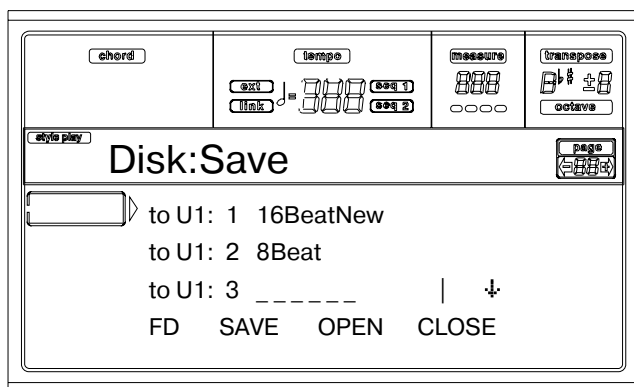 chord
tempo
measure
transpose
ext
link
seq 1
seq 2
octave
style play
Disk:Save
page
to U1: 1 16BeatNew
to U1: 2 8Beat
to U1: 3 _ _ _ _ _ _
FD SAVE OPEN CLOSE